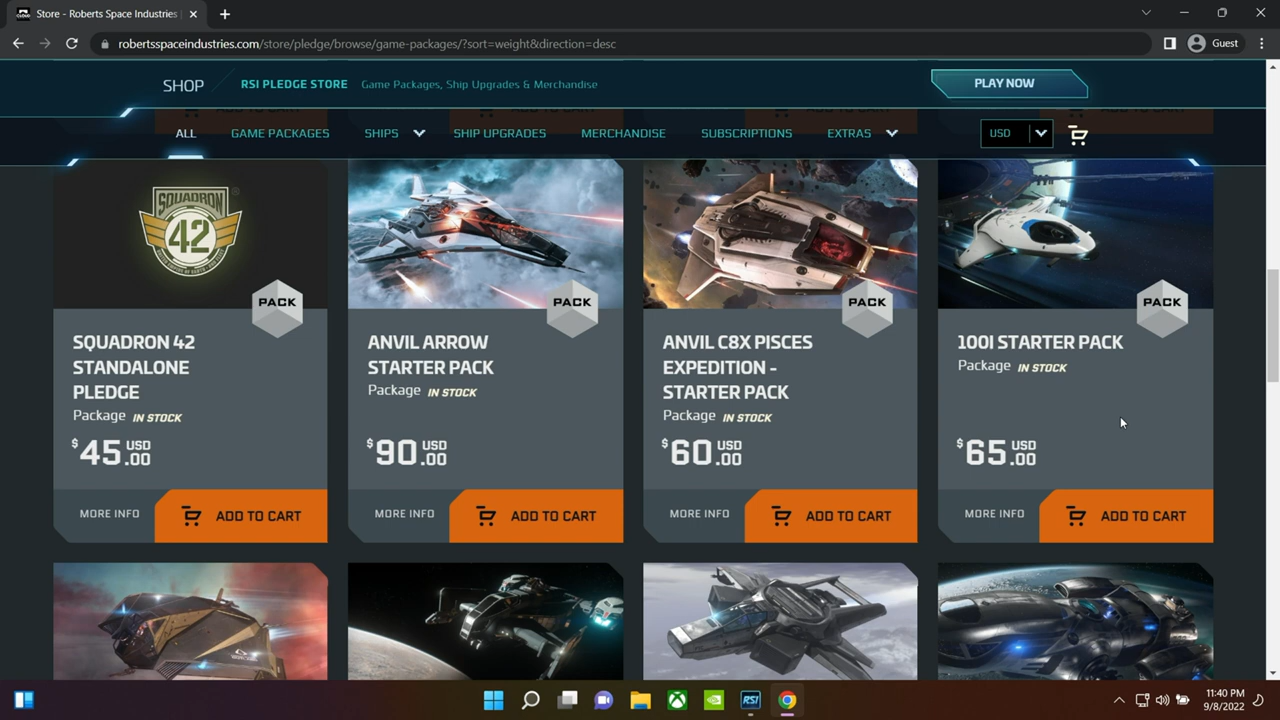 Store - Roberts Space Industries
robertsspaceindustries.com/store/pledge/browse/game-packages/?sort=weight&direction=desc
Guest
SHOP
RSI PLEDGE STORE
Game Packages, Ship Upgrades & Merchandise
PLAY NOW
ALL
GAME PACKAGES
SHIPS
SHIP UPGRADES
MERCHANDISE
SUBSCRIPTIONS
EXTRAS
USD
SQUADRON
42
PACK
SQUADRON 42
STANDALONE
PLEDGE
Package IN STOCK
$45 USD .00
MORE INFO
ADD TO CART
PACK
ANVIL ARROW
STARTER PACK
Package IN STOCK
$90 USD .00
MORE INFO
ADD TO CART
PACK
ANVIL C8X PISCES
EXPEDITION -
STARTER PACK
Package IN STOCK
$60 USD .00
MORE INFO
ADD TO CART
PACK
100I STARTER PACK
Package IN STOCK
$65 USD .00
MORE INFO
ADD TO CART
RSI
11:40 PM
9/8/2022